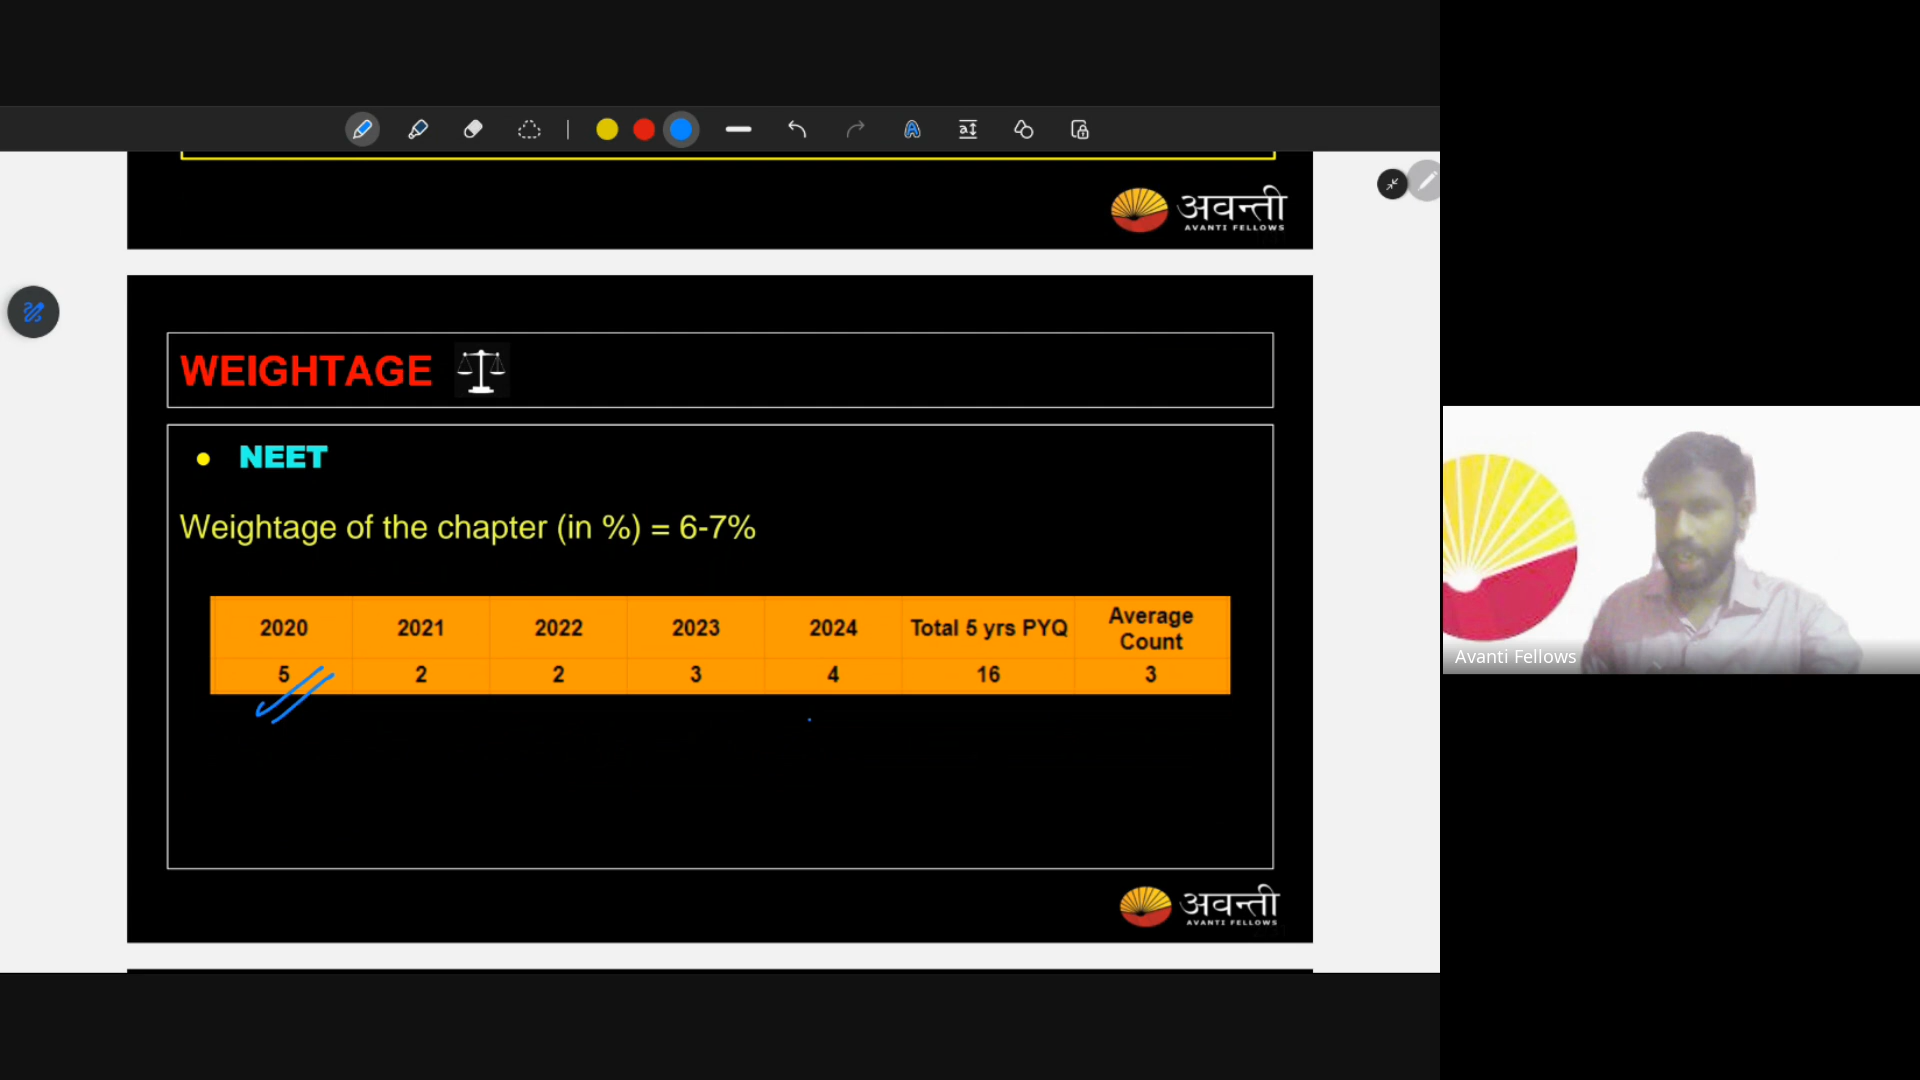 अवन्ती
AVANTI FELLOWS
WEIGHTAGE
NEET
Weightage of the chapter (in %) = 6-7%
2020 2021 2022 2023 2024 Total 5 yrs PYQ Average Count
5 2 2 3 4 16 3
अवन्ती
AVANTI FELLOWS
Avanti Fellows